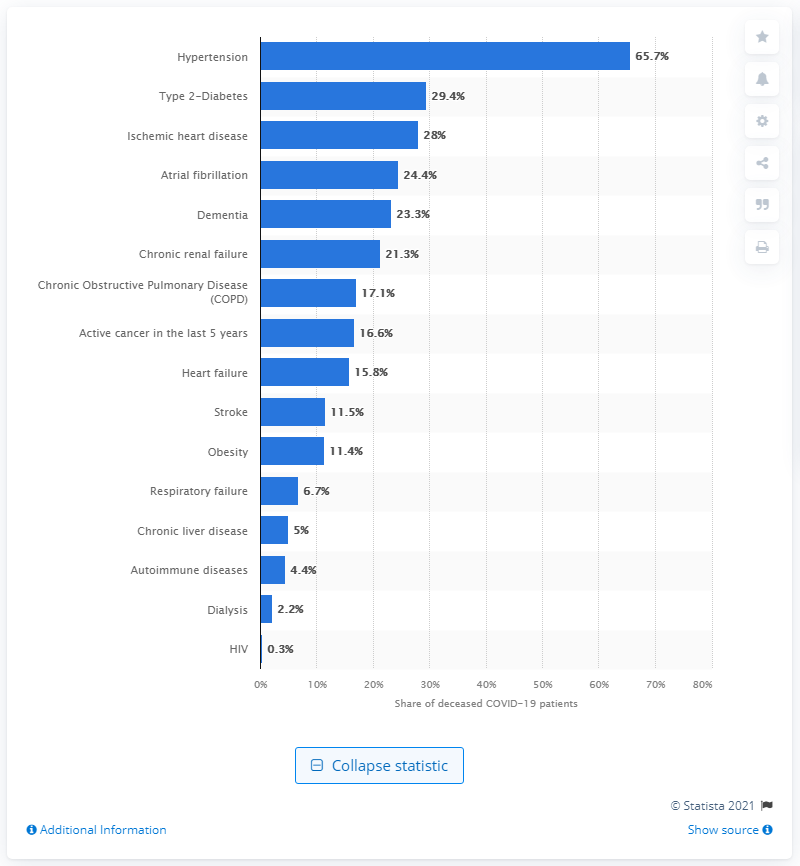 Hypertension 65.7%
Type 2-Diabetes 29.4%
Ischemic heart disease 28%
Atrial fibrillation 24.4%
Dementia 23.3%
Chronic renal failure 21.3%
Chronic Obstructive Pulmonary Disease
(COPD) 17.1%
Active cancer in the last 5 years 16.6%
Heart failure 15.8%
Stroke 11.5%
Obesity 11.4%
Respiratory failure 6.7%
Chronic liver disease 5%
Autoimmune diseases 4.4%
Dialysis 2.2%
HIV 0.3%
0% 10% 20% 30% 40% 50% 60% 70% 80%
Share of deceased COVID-19 patients
Collapse statistic
© Statista 2021
Additional Information Show source